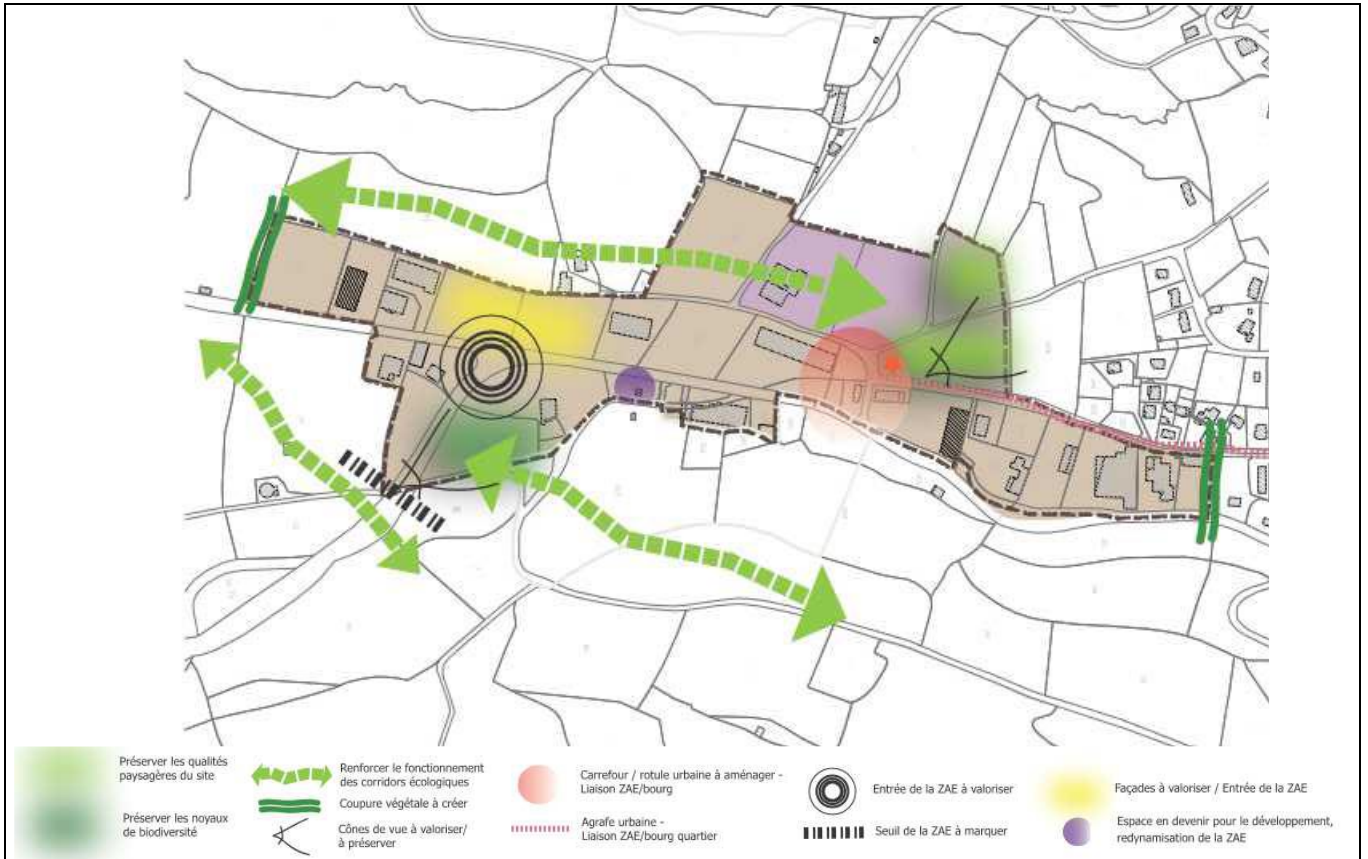 Préserver les qualités
paysagères du site
Préserver les noyaux
de biodiversité
Renforcer le fonctionnement
des corridors écologiques
Coupure végétale à créer
Cônes de vue à valoriser/
à préserver
Carrefour / rotule urbaine à aménager -
Liaison ZAE/bourg
Agrafe urbaine -
Liaison ZAE/bourg quartier
Entrée de la ZAE à valoriser
Seuil de la ZAE à marquer
Façades à valoriser / Entrée de la ZAE
Espace en devenir pour le développement,
redynamisation de la ZAE